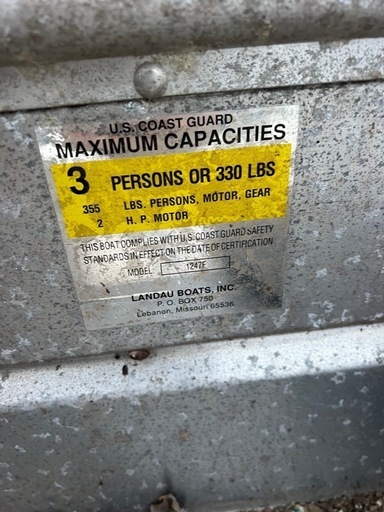 U.S. COAST GUARD
MAXIMUM CAPACITIES
3 PERSONS OR 330 LBS
355 LBS. PERSONS, MOTOR, GEAR
2 H. P. MOTOR
THIS BOAT COMPLIES WITH U.S. COAST GUARD SAFETY
STANDARDS IN EFFECT ON THE DATE OF CERTIFICATION
MODEL 1247F
LANDAU BOATS, INC.
P. O. BOX 750
Lebanon, Missouri 65536